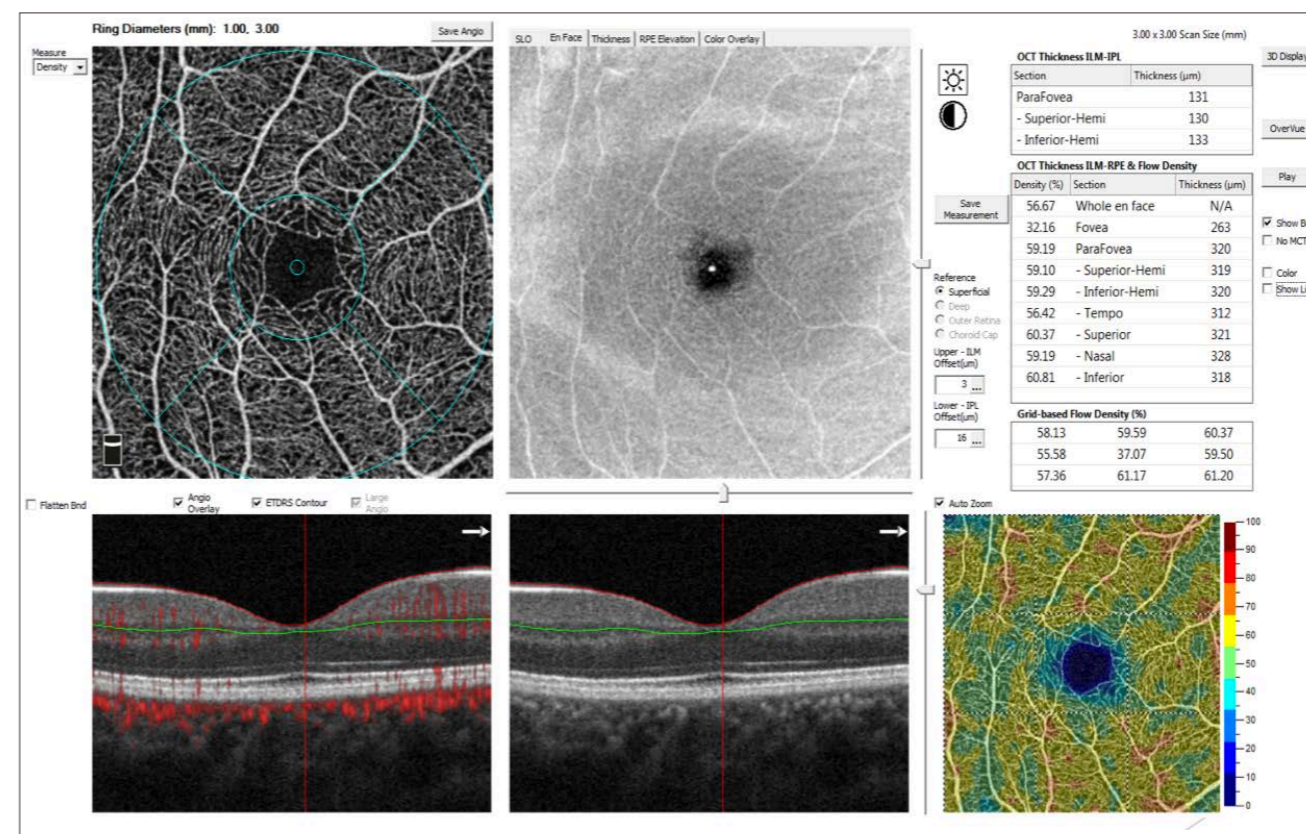 Ring Diameters (mm): 1.00, 3.00
Save Angio
Measure
Density
SLO En Face Thickness RPE Elevation Color Overlay
3.00 x 3.00 Scan Size (mm)
OCT Thickness ILM-IPL
Section Thickness (µm)
ParaFovea 131
- Superior-Hemi 130
- Inferior-Hemi 133
OCT Thickness ILM-RPE & Flow Density
Density (%) Section Thickness (µm)
56.67 Whole en face N/A
32.16 Fovea 263
59.19 ParaFovea 320
59.10 - Superior-Hemi 319
59.29 - Inferior-Hemi 320
56.42 - Tempo 312
60.37 - Superior 321
59.19 - Nasal 328
60.81 - Inferior 318
Grid-based Flow Density (%)
58.13 59.59 60.37
55.58 37.07 59.50
57.36 61.17 61.20
3D Display
OverVue
Play
Show B
No MCT
Color
Show Li
Save
Measurement
Reference
Superficial
Deep
Outer Retina
Choroid Cap
Upper - ILM
Offset(um)
3 ...
Lower - IPL
Offset(um)
16 ...
Flatten Bnd
Angio
Overlay
ETDRS Contour
Large
Angio
Auto Zoom
100
90
80
70
60
50
40
30
20
10
0